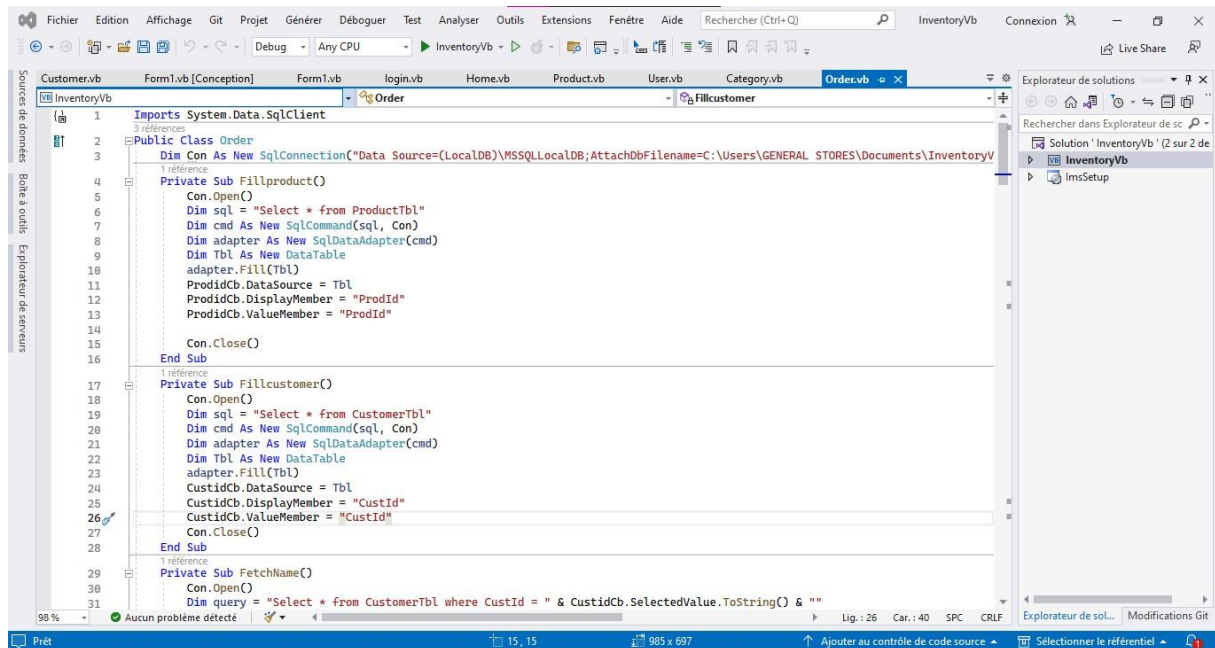 Fichier Edition Affichage Git Projet Générer Déboguer Test Analyser Outils Extensions Fenêtre Aide Rechercher (Ctrl+Q) InventoryVb Connexion
Debug Any CPU InventoryVb Live Share
Customer.vb Form1.vb [Conception] Form1.vb login.vb Home.vb Product.vb User.vb Category.vb Order.vb
Explorateur de solutions
VB InventoryVb Order Fillcustomer
Rechercher dans Explorateur de sc
Solution ' InventoryVb ' (2 sur 2 de
VB InventoryVb
ImsSetup
Sources de données
Boîte à outils
Explorateur de serveurs
1 Imports System.Data.SqlClient
3 références
2 Public Class Order
3 Dim Con As New SqlConnection("Data Source=(LocalDB)\MSSQLLocalDB;AttachDbFilename=C:\Users\GENERAL STORES\Documents\InventoryV
1 référence
4 Private Sub Fillproduct()
5 Con.Open()
6 Dim sql = "Select * from ProductTbl"
7 Dim cmd As New SqlCommand(sql, Con)
8 Dim adapter As New SqlDataAdapter(cmd)
9 Dim Tbl As New DataTable
10 adapter.Fill(Tbl)
11 ProdidCb.DataSource = Tbl
12 ProdidCb.DisplayMember = "ProdId"
13 ProdidCb.ValueMember = "ProdId"
14
15 Con.Close()
16 End Sub
1 référence
17 Private Sub Fillcustomer()
18 Con.Open()
19 Dim sql = "Select * from CustomerTbl"
20 Dim cmd As New SqlCommand(sql, Con)
21 Dim adapter As New SqlDataAdapter(cmd)
22 Dim Tbl As New DataTable
23 adapter.Fill(Tbl)
24 CustidCb.DataSource = Tbl
25 CustidCb.DisplayMember = "CustId"
26 CustidCb.ValueMember = "CustId"
27 Con.Close()
28 End Sub
1 référence
29 Private Sub FetchName()
30 Con.Open()
31 Dim query = "Select * from CustomerTbl where CustId = " & CustidCb.SelectedValue.ToString() & ""
98 % Aucun problème détecté Lig. : 26 Car. : 40 SPC CRLF
Explorateur de sol... Modifications Git
Prêt 15, 15 985 x 697 Ajouter au contrôle de code source Sélectionner le référentiel 1